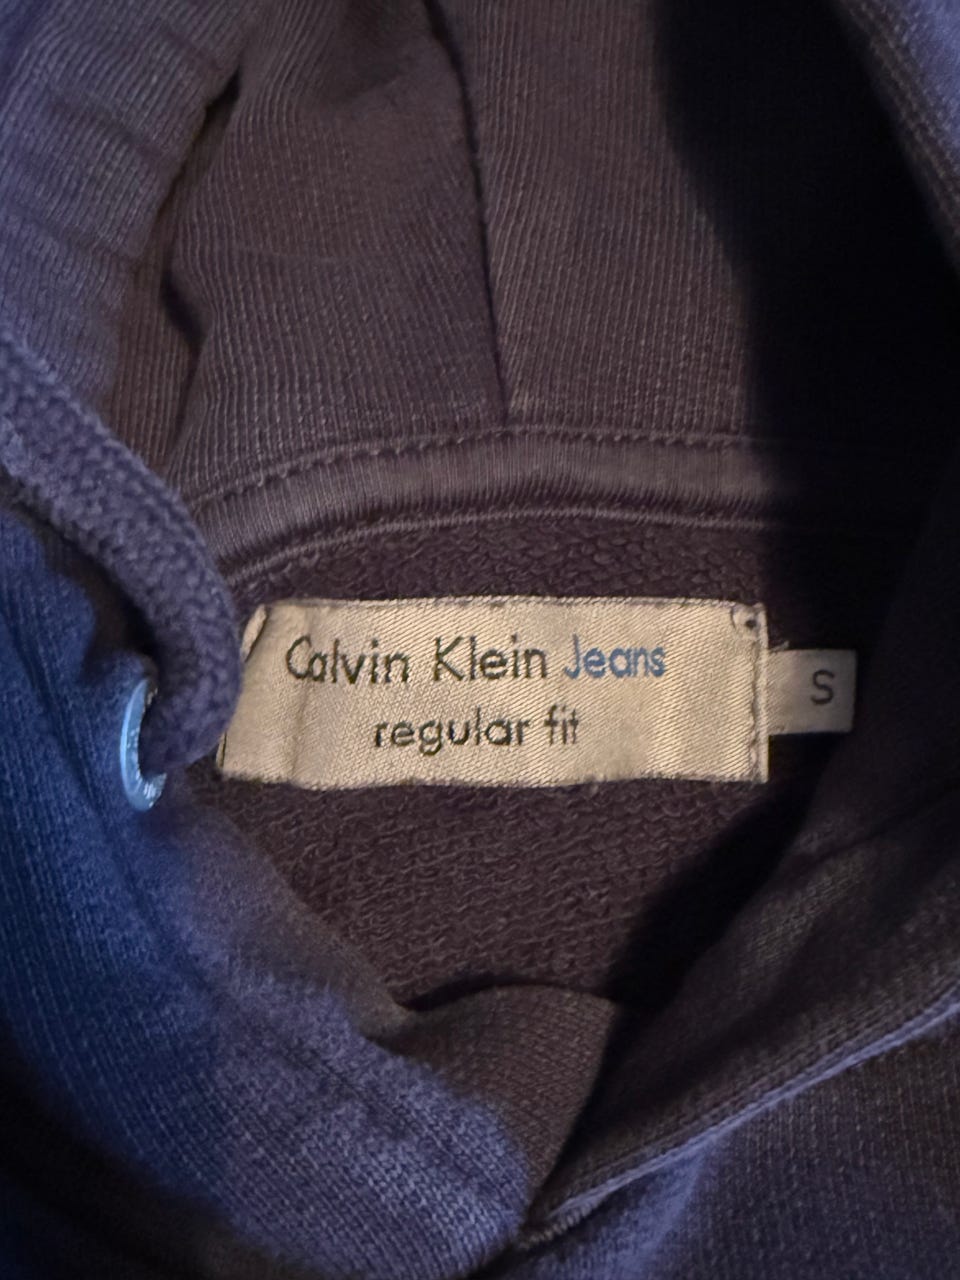 Calvin Klein Jeans
regular fit
S